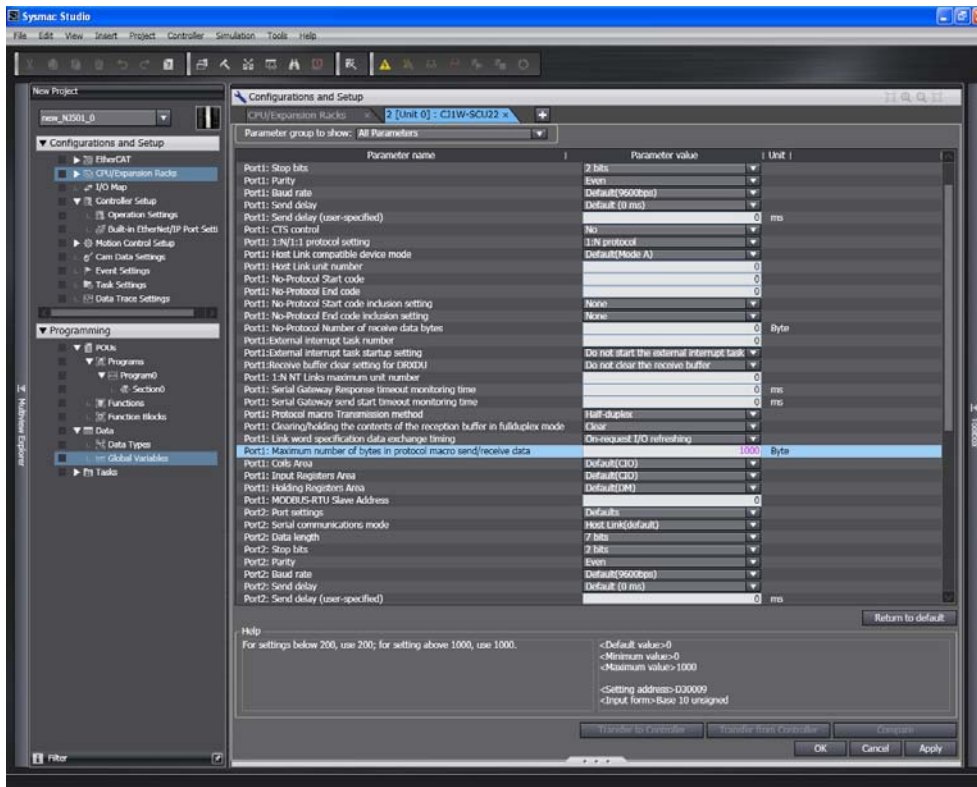 Sysmac Studio
File Edit View Insert Project Controller Simulation Tools Help
New Project
new_NJ501_0
Configurations and Setup
EtherCAT
CPU/Expansion Racks
I/O Map
Controller Setup
Operation Settings
Built-in EtherNet/IP Port Setti
Motion Control Setup
Cam Data Settings
Event Settings
Task Settings
Data Trace Settings
Programming
POUs
Programs
Program0
Section0
Functions
Function Blocks
Data
Data Types
Global Variables
Tasks
Filter
Multiview Explorer
Configurations and Setup
CPU/Expansion Racks × 2 [Unit 0] : CJ1W-SCU22 ×
Parameter group to show: All Parameters
Parameter name Parameter value Unit
Port1: Stop bits 2 bits
Port1: Parity Even
Port1: Baud rate Default(9600bps)
Port1: Send delay Default (0 ms)
Port1: Send delay (user-specified) 0 ms
Port1: CTS control No
Port1: 1:N/1:1 protocol setting 1:N protocol
Port1: Host Link compatible device mode Default(Mode A)
Port1: Host Link unit number 0
Port1: No-Protocol Start code 0
Port1: No-Protocol End code 0
Port1: No-Protocol Start code inclusion setting None
Port1: No-Protocol End code inclusion setting None
Port1: No-Protocol Number of receive data bytes 0 Byte
Port1:External interrupt task number 0
Port1:External interrupt task startup setting Do not start the external interrupt task
Port1:Receive buffer clear setting for DRXDU Do not clear the receive buffer
Port1: 1:N NT Links maximum unit number 0
Port1: Serial Gateway Response timeout monitoring time 0 ms
Port1: Serial Gateway send start timeout monitoring time 0 ms
Port1: Protocol macro Transmission method Half-duplex
Port1: Clearing/holding the contents of the reception buffer in fullduplex mode Clear
Port1: Link word specification data exchange timing On-request I/O refreshing
Port1: Maximum number of bytes in protocol macro send/receive data 1000 Byte
Port1: Coils Area Default(CIO)
Port1: Input Registers Area Default(CIO)
Port1: Holding Registers Area Default(DM)
Port1: MODBUS-RTU Slave Address 0
Port2: Port settings Defaults
Port2: Serial communications mode Host Link(default)
Port2: Data length 7 bits
Port2: Stop bits 2 bits
Port2: Parity Even
Port2: Baud rate Default(9600bps)
Port2: Send delay Default (0 ms)
Port2: Send delay (user-specified) 0 ms
Return to default
Help
For settings below 200, use 200; for setting above 1000, use 1000.
<Default value>0
<Minimum value>0
<Maximum value>1000
<Setting address>D30009
<Input form>Base 10 unsigned
Transfer to Controller Transfer from Controller Compare
OK Cancel Apply
Toolbox